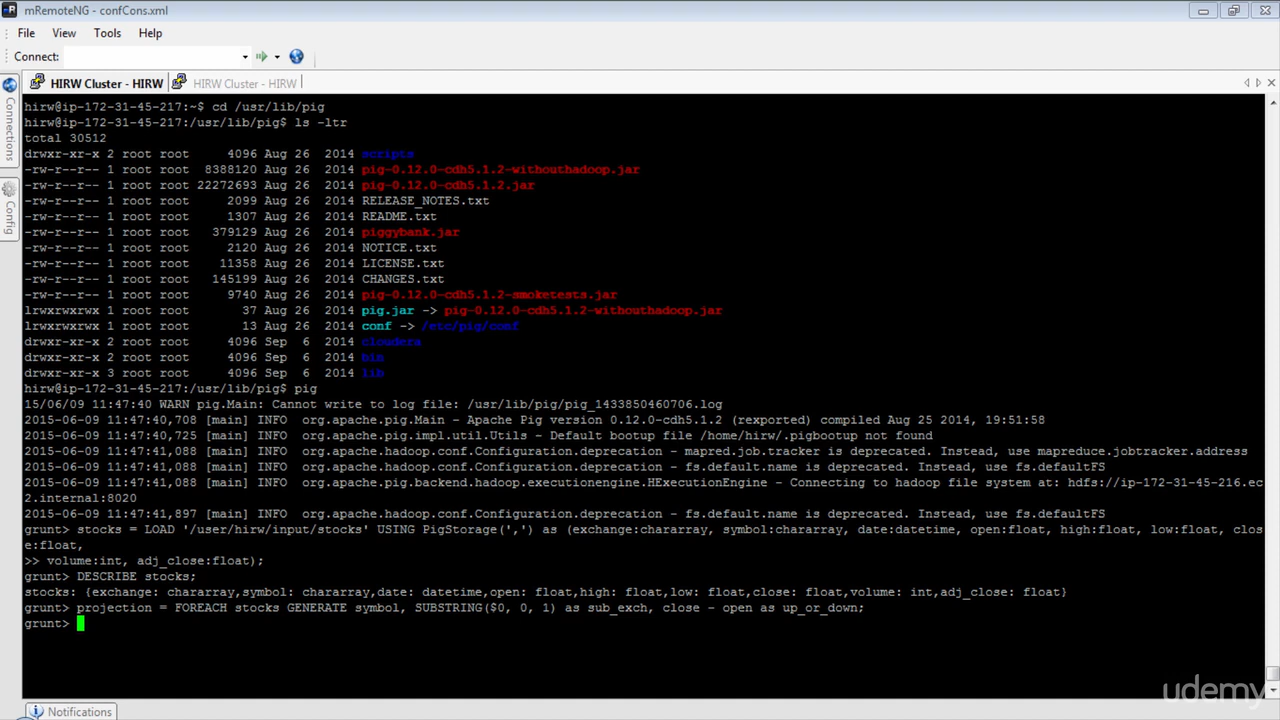 mRemoteNG - confCons.xml
File View Tools Help
Connect:
HIRW Cluster - HIRW HIRW Cluster - HIRW
Connections
Config
hirw@ip-172-31-45-217:~$ cd /usr/lib/pig
hirw@ip-172-31-45-217:/usr/lib/pig$ ls -ltr
total 30512
drwxr-xr-x 2 root root 4096 Aug 26 2014 scripts
-rw-r--r-- 1 root root 8388120 Aug 26 2014 pig-0.12.0-cdh5.1.2-withouthadoop.jar
-rw-r--r-- 1 root root 22272693 Aug 26 2014 pig-0.12.0-cdh5.1.2.jar
-rw-r--r-- 1 root root 2099 Aug 26 2014 RELEASE_NOTES.txt
-rw-r--r-- 1 root root 1307 Aug 26 2014 README.txt
-rw-r--r-- 1 root root 379129 Aug 26 2014 piggybank.jar
-rw-r--r-- 1 root root 2120 Aug 26 2014 NOTICE.txt
-rw-r--r-- 1 root root 11358 Aug 26 2014 LICENSE.txt
-rw-r--r-- 1 root root 145199 Aug 26 2014 CHANGES.txt
-rw-r--r-- 1 root root 9740 Aug 26 2014 pig-0.12.0-cdh5.1.2-smoketests.jar
lrwxrwxrwx 1 root root 37 Aug 26 2014 pig.jar -> pig-0.12.0-cdh5.1.2-withouthadoop.jar
lrwxrwxrwx 1 root root 13 Aug 26 2014 conf -> /etc/pig/conf
drwxr-xr-x 2 root root 4096 Sep 6 2014 cloudera
drwxr-xr-x 2 root root 4096 Sep 6 2014 bin
drwxr-xr-x 3 root root 4096 Sep 6 2014 lib
hirw@ip-172-31-45-217:/usr/lib/pig$ pig
15/06/09 11:47:40 WARN pig.Main: Cannot write to log file: /usr/lib/pig/pig_1433850460706.log
2015-06-09 11:47:40,708 [main] INFO org.apache.pig.Main - Apache Pig version 0.12.0-cdh5.1.2 (rexported) compiled Aug 25 2014, 19:51:58
2015-06-09 11:47:40,725 [main] INFO org.apache.pig.impl.util.Utils - Default bootup file /home/hirw/.pigbootup not found
2015-06-09 11:47:41,088 [main] INFO org.apache.hadoop.conf.Configuration.deprecation - mapred.job.tracker is deprecated. Instead, use mapreduce.jobtracker.address
2015-06-09 11:47:41,088 [main] INFO org.apache.hadoop.conf.Configuration.deprecation - fs.default.name is deprecated. Instead, use fs.defaultFS
2015-06-09 11:47:41,088 [main] INFO org.apache.pig.backend.hadoop.executionengine.HExecutionEngine - Connecting to hadoop file system at: hdfs://ip-172-31-45-216.ec
2.internal:8020
2015-06-09 11:47:41,897 [main] INFO org.apache.hadoop.conf.Configuration.deprecation - fs.default.name is deprecated. Instead, use fs.defaultFS
grunt> stocks = LOAD '/user/hirw/input/stocks' USING PigStorage(',') as (exchange:chararray, symbol:chararray, date:datetime, open:float, high:float, low:float, clos
e:float,
>> volume:int, adj_close:float);
grunt> DESCRIBE stocks;
stocks: {exchange: chararray,symbol: chararray,date: datetime,open: float,high: float,low: float,close: float,volume: int,adj_close: float}
grunt> projection = FOREACH stocks GENERATE symbol, SUBSTRING($0, 0, 1) as sub_exch, close - open as up_or_down;
grunt>
udemy
Notifications